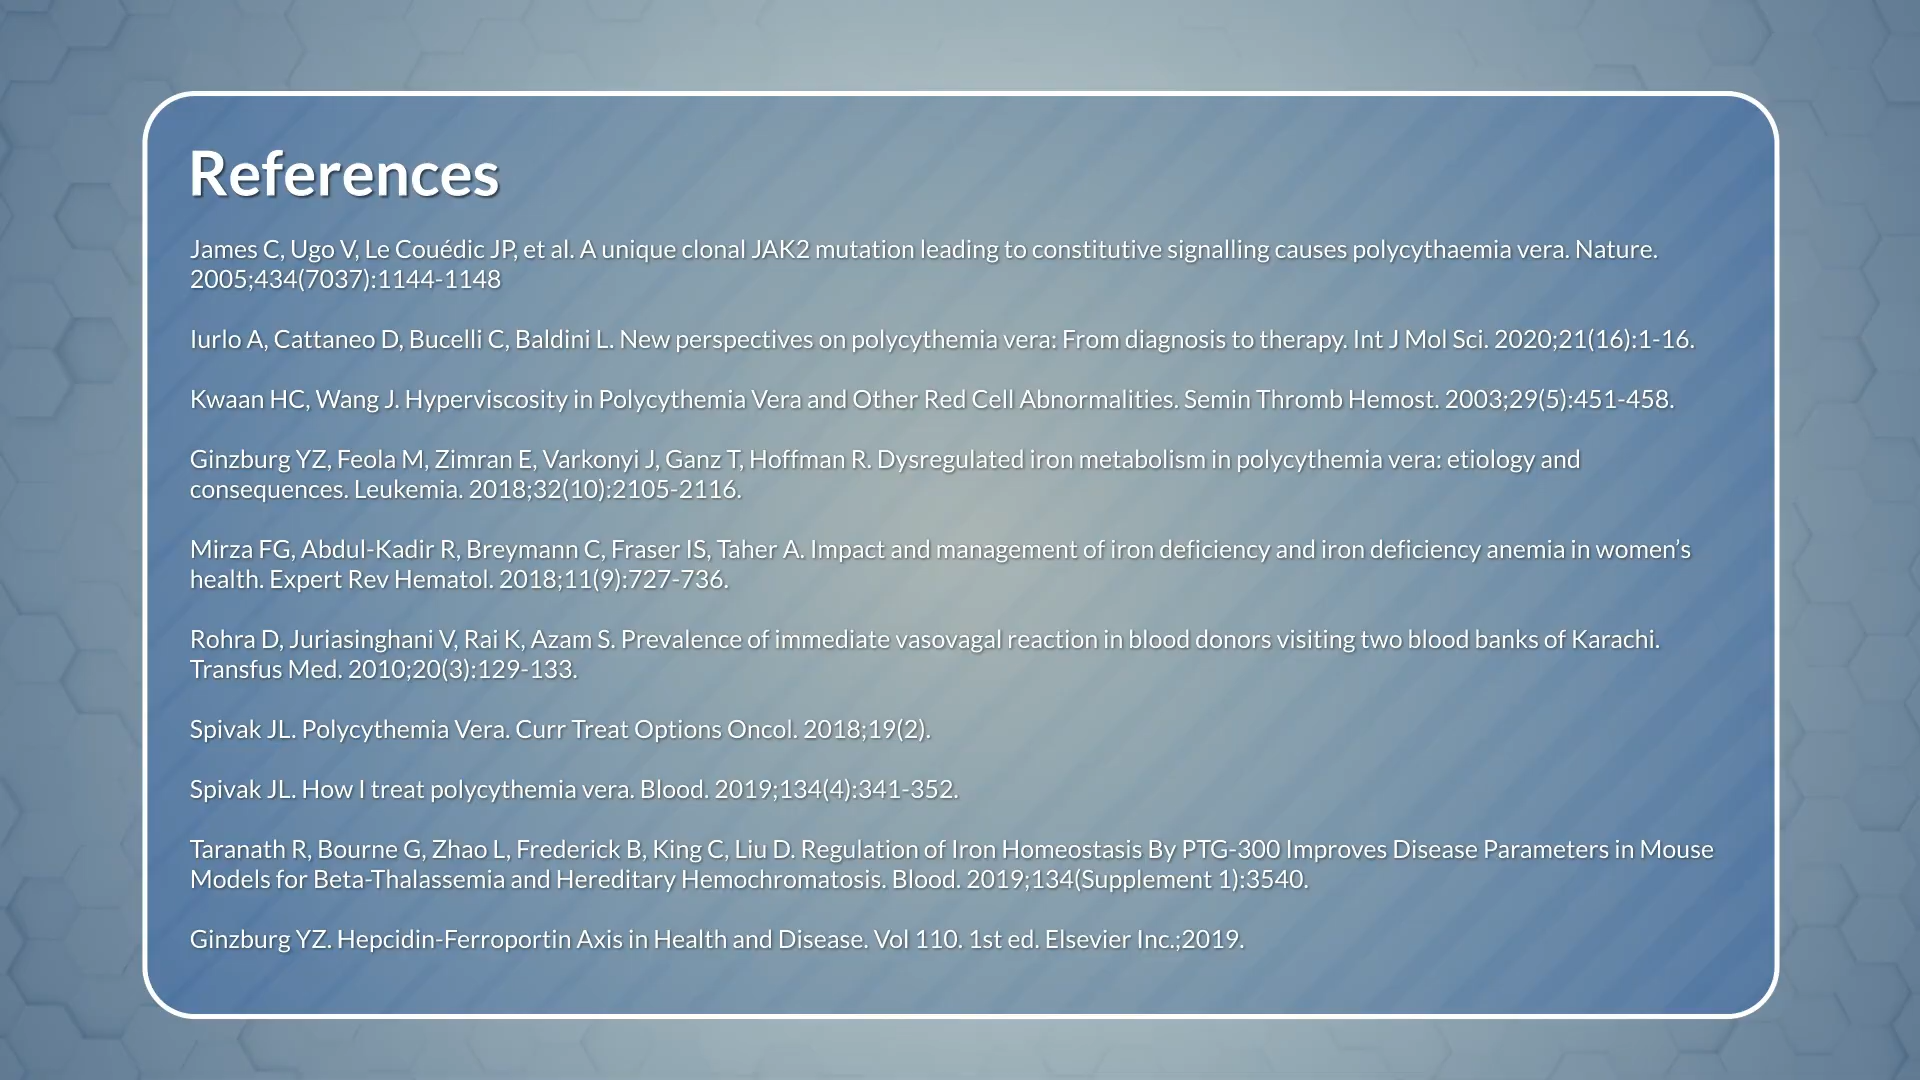 References
James C, Ugo V, Le Couédic JP, et al. A unique clonal JAK2 mutation leading to constitutive signalling causes polycythaemia vera. Nature.
2005;434(7037):1144-1148
Iurlo A, Cattaneo D, Bucelli C, Baldini L. New perspectives on polycythemia vera: From diagnosis to therapy. Int J Mol Sci. 2020;21(16):1-16.
Kwaan HC, Wang J. Hyperviscosity in Polycythemia Vera and Other Red Cell Abnormalities. Semin Thromb Hemost. 2003;29(5):451-458.
Ginzburg YZ, Feola M, Zimran E, Varkonyi J, Ganz T, Hoffman R. Dysregulated iron metabolism in polycythemia vera: etiology and
consequences. Leukemia. 2018;32(10):2105-2116.
Mirza FG, Abdul-Kadir R, Breymann C, Fraser IS, Taher A. Impact and management of iron deficiency and iron deficiency anemia in women’s
health. Expert Rev Hematol. 2018;11(9):727-736.
Rohra D, Juriasinghani V, Rai K, Azam S. Prevalence of immediate vasovagal reaction in blood donors visiting two blood banks of Karachi.
Transfus Med. 2010;20(3):129-133.
Spivak JL. Polycythemia Vera. Curr Treat Options Oncol. 2018;19(2).
Spivak JL. How I treat polycythemia vera. Blood. 2019;134(4):341-352.
Taranath R, Bourne G, Zhao L, Frederick B, King C, Liu D. Regulation of Iron Homeostasis By PTG-300 Improves Disease Parameters in Mouse
Models for Beta-Thalassemia and Hereditary Hemochromatosis. Blood. 2019;134(Supplement 1):3540.
Ginzburg YZ. Hepcidin-Ferroportin Axis in Health and Disease. Vol 110. 1st ed. Elsevier Inc.;2019.